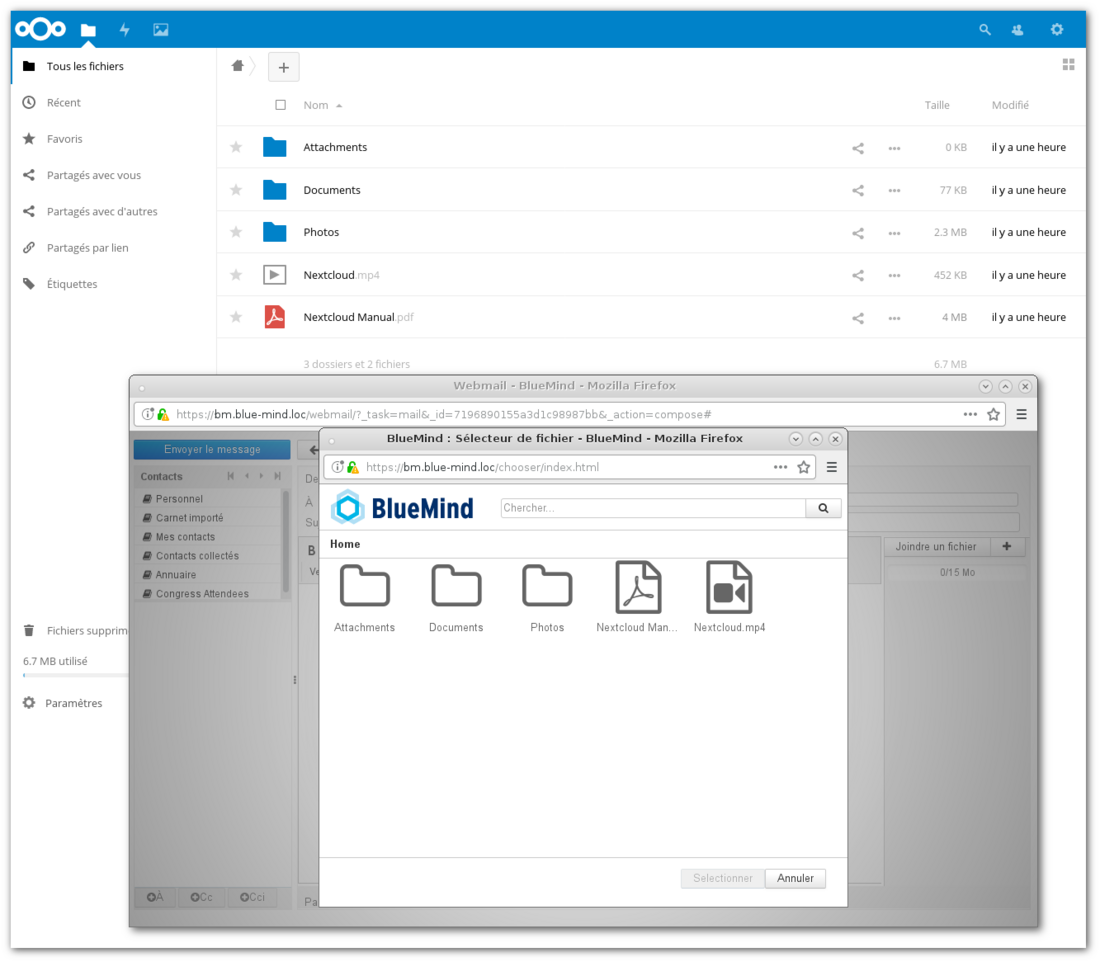 Tous les fichiers
Récent
Favoris
Partagés avec vous
Partagés avec d'autres
Partagés par lien
Étiquettes
Nom Taille Modifié
Attachments 0 KB il y a une heure
Documents 77 KB il y a une heure
Photos 2.3 MB il y a une heure
Nextcloud.mp4 452 KB il y a une heure
Nextcloud Manual.pdf 4 MB il y a une heure
3 dossiers et 2 fichiers 6.7 MB
Fichiers supprim
6.7 MB utilisé
Paramètres
Webmail - BlueMind - Mozilla Firefox
https://bm.blue-mind.loc/webmail/?_task=mail&_id=7196890155a3d1c98987bb&_action=compose#
Envoyer le message
Contacts
Personnel
Carnet importé
Mes contacts
Contacts collectés
Annuaire
Congress Attendees
À Cc Cci
De
À
Su
B
Ve
Pa
Joindre un fichier
0/15 Mo
BlueMind : Sélecteur de fichier - BlueMind - Mozilla Firefox
https://bm.blue-mind.loc/chooser/index.html
BlueMind Chercher...
Home
Attachments Documents Photos Nextcloud Man... Nextcloud.mp4
Selectionner Annuler